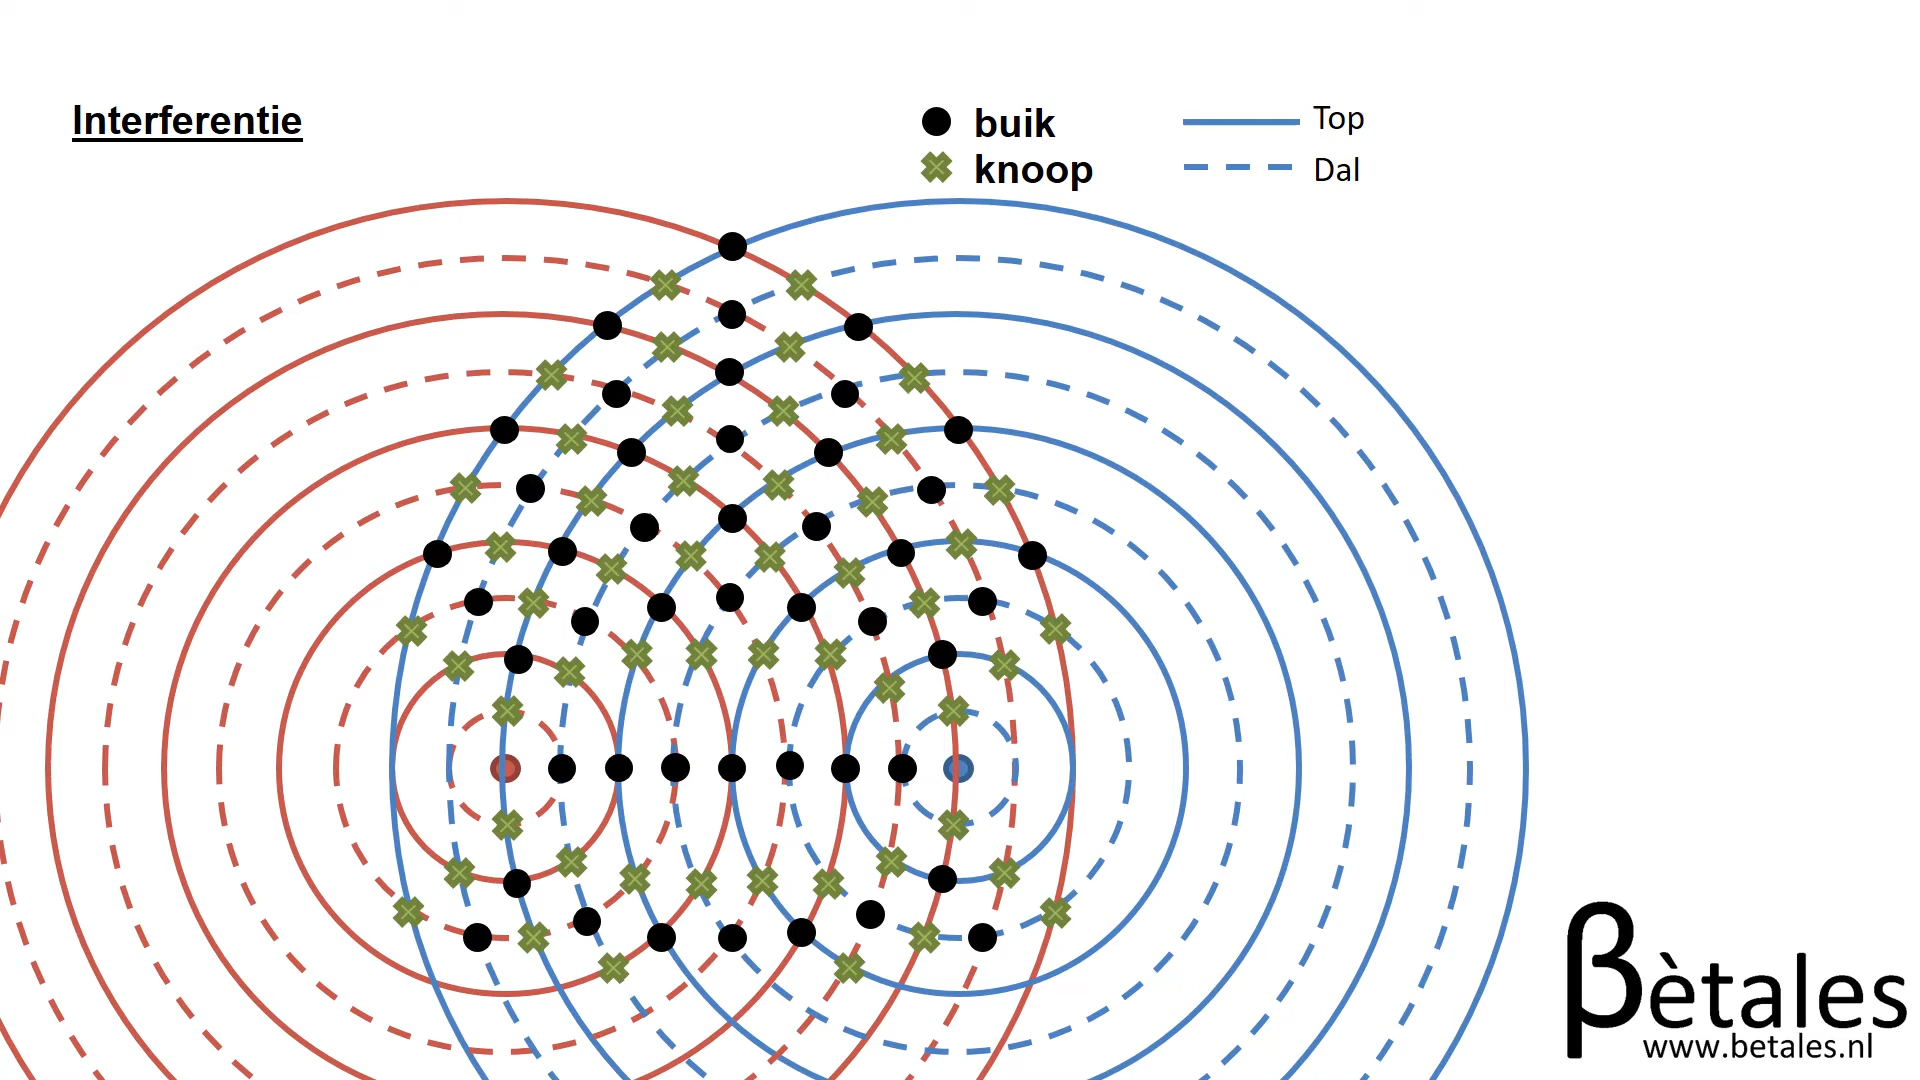 Interferentie
buik
knoop
Top
Dal
βètales
www.betales.nl